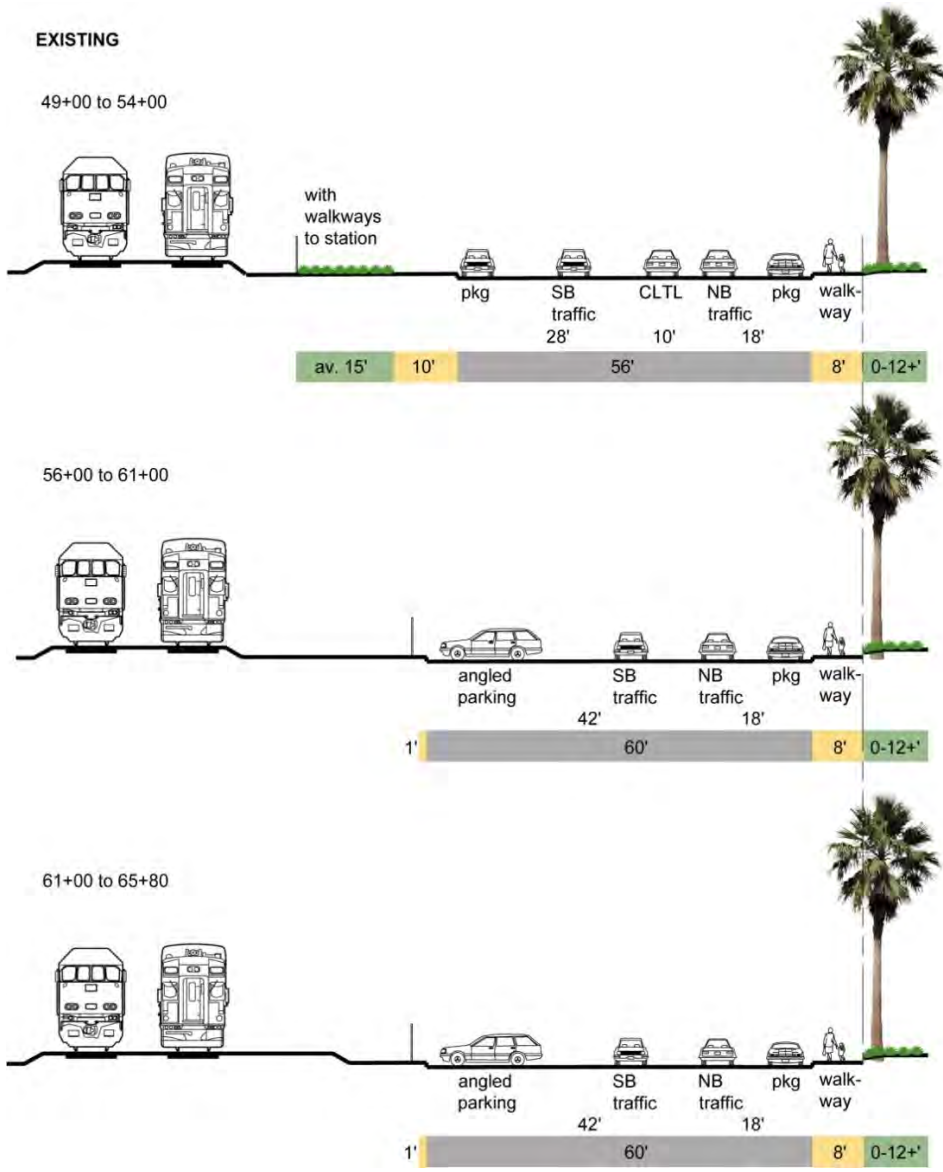 EXISTING
49+00 to 54+00
with
walkways
to station
pkg SB CLTL NB pkg walk-
traffic traffic way
28' 10' 18'
av. 15' 10' 56' 8' 0-12+'
56+00 to 61+00
angled SB NB pkg walk-
parking traffic traffic way
42' 18'
1' 60' 8' 0-12+'
61+00 to 65+80
angled SB NB pkg walk-
parking traffic traffic way
42' 18'
1' 60' 8' 0-12+'